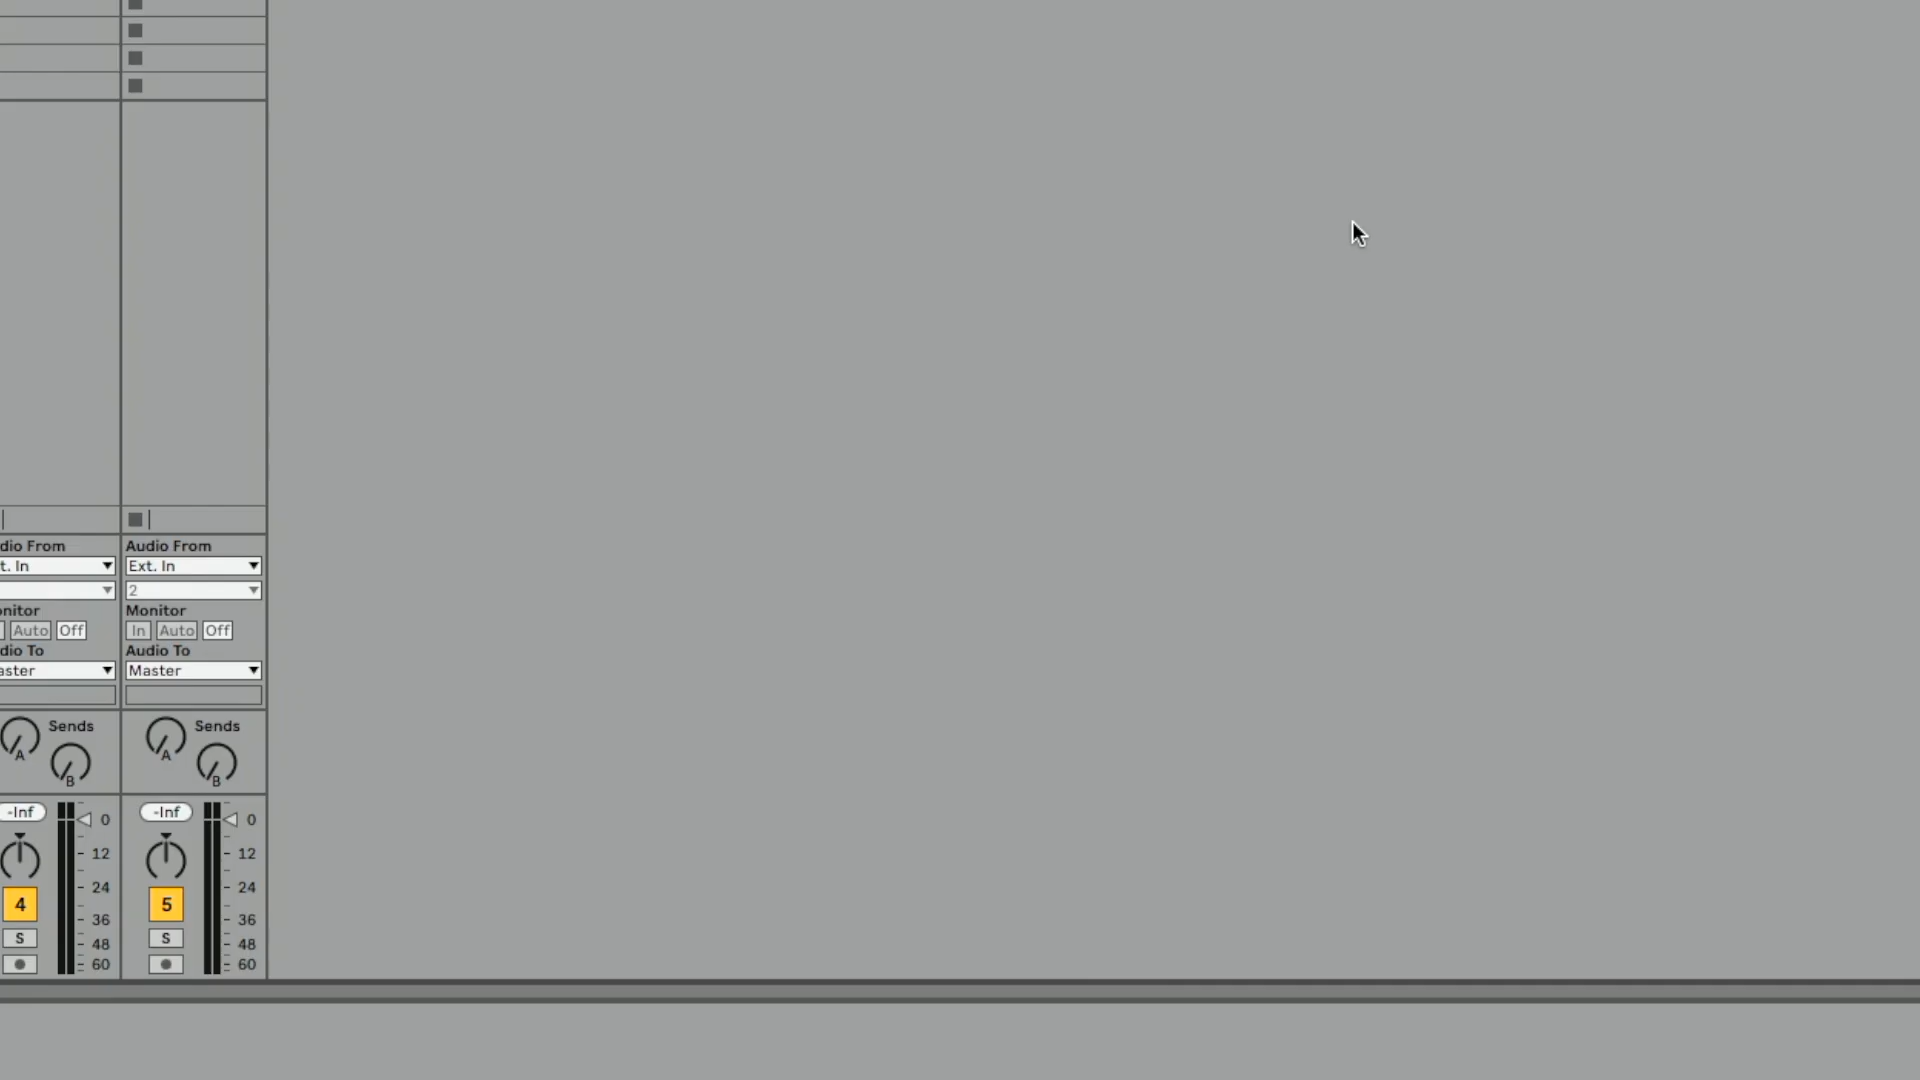 dio From
t. In
onitor
Auto Off
dio To
aster
Sends
A
B
-Inf
0
12
24
36
48
60
4
S
Audio From
Ext. In
2
Monitor
In Auto Off
Audio To
Master
Sends
A
B
-Inf
0
12
24
36
48
60
5
S